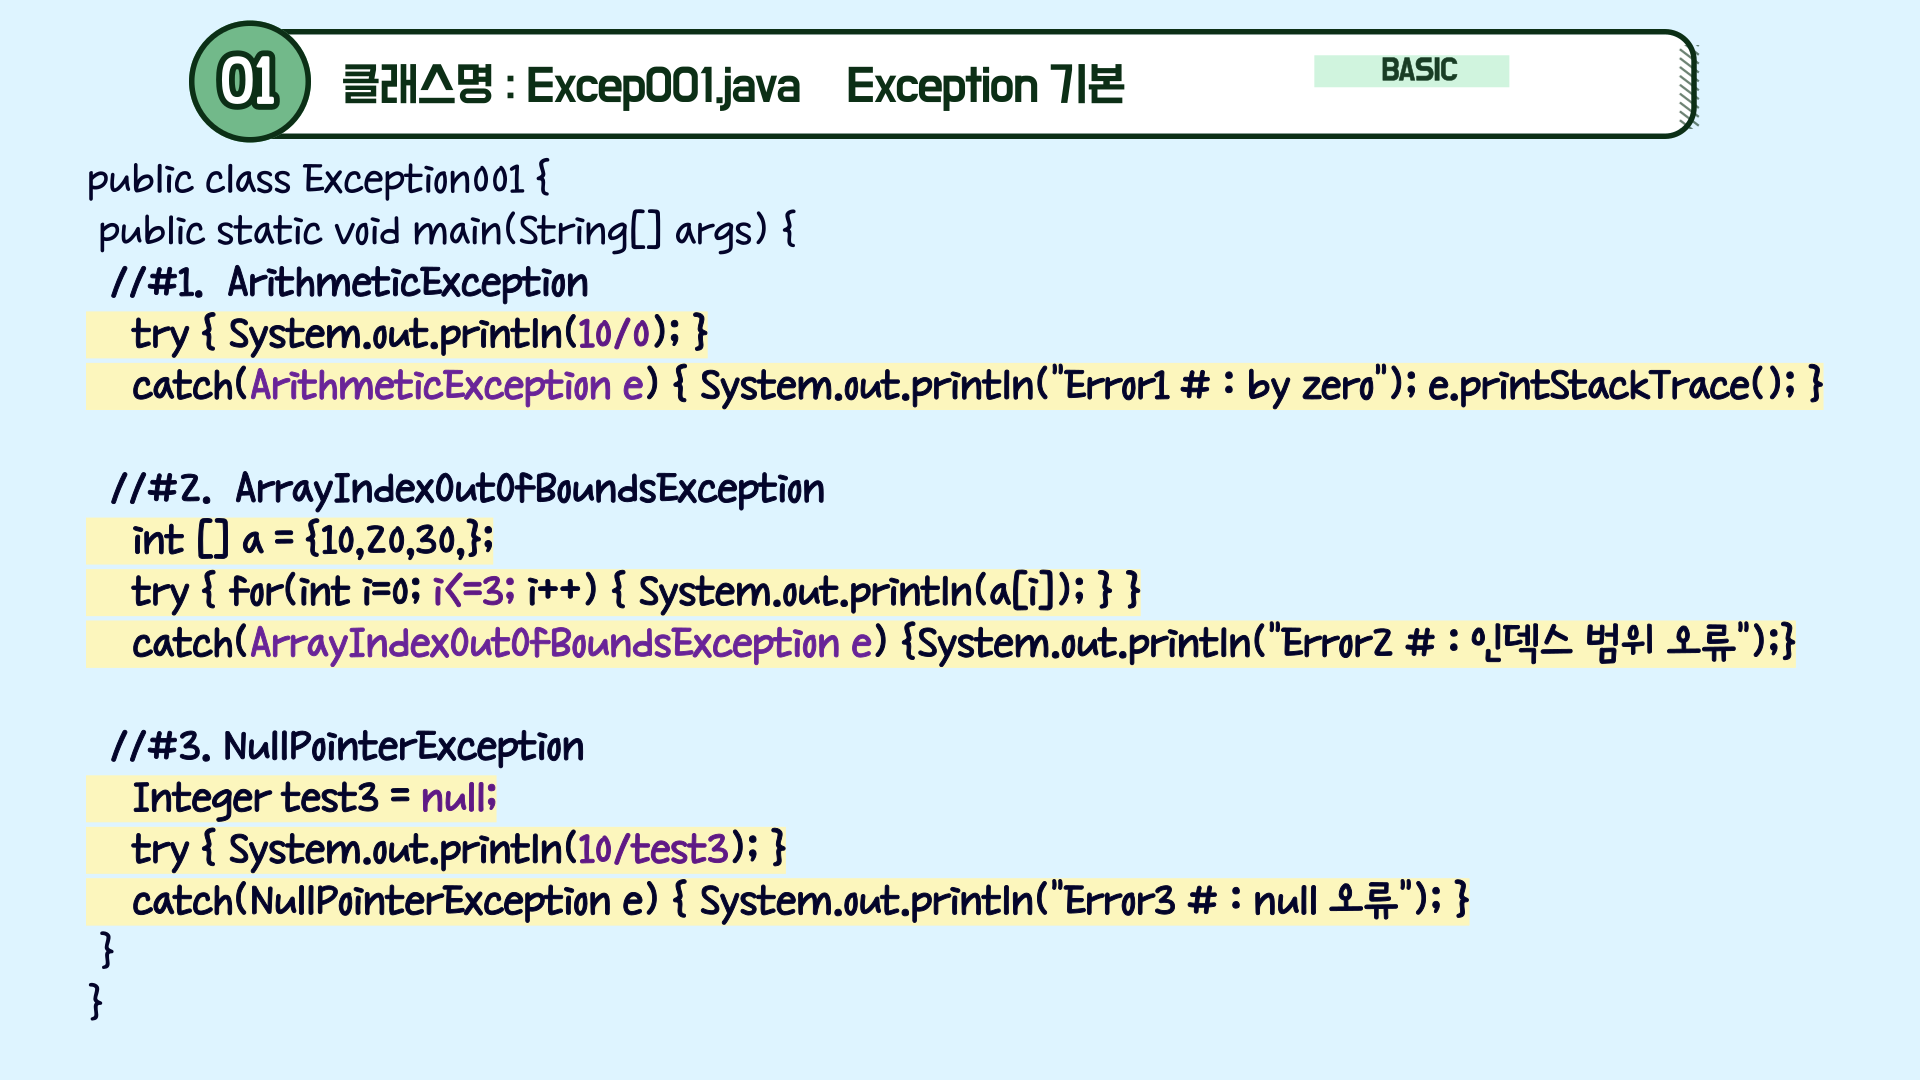 01 클래스명 : Excep001.java Exception 기본 BASIC
public class Exception001 {
public static void main(String[] args) {
//#1. ArithmeticException
try { System.out.println(10/0); }
catch(ArithmeticException e) { System.out.println("Error1 # : by zero"); e.printStackTrace(); }
//#2. ArrayIndexOutOfBoundsException
int [] a = {10,20,30,};
try { for(int i=0; i<=3; i++) { System.out.println(a[i]); } }
catch(ArrayIndexOutOfBoundsException e) {System.out.println("Error2 # : 인덱스 범위 오류");}
//#3. NullPointerException
Integer test3 = null;
try { System.out.println(10/test3); }
catch(NullPointerException e) { System.out.println("Error3 # : null 오류"); }
}
}